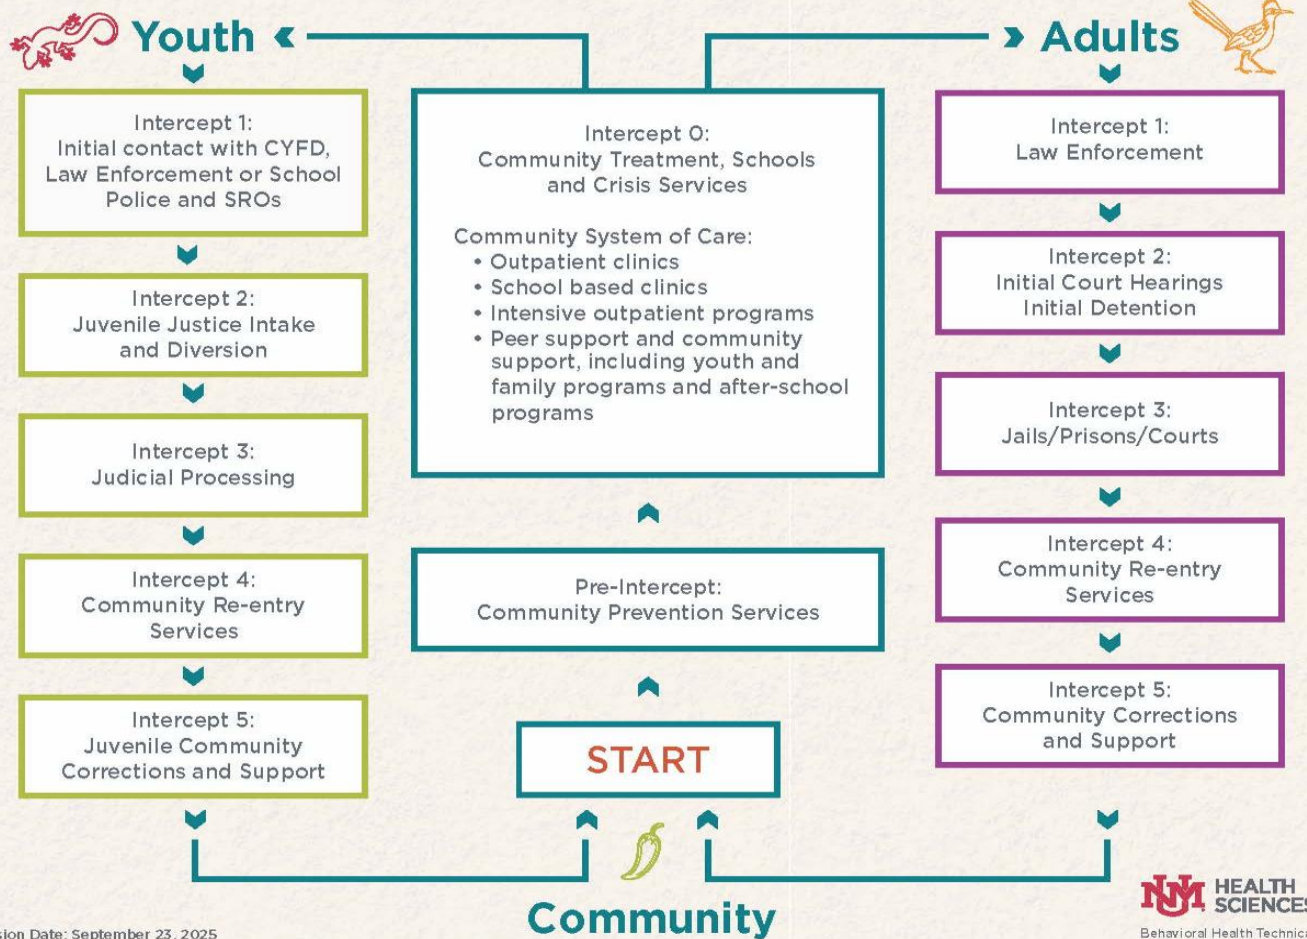 Youth
Adults
Intercept 1:
Initial contact with CYFD,
Law Enforcement or School
Police and SROs
Intercept 2:
Juvenile Justice Intake
and Diversion
Intercept 3:
Judicial Processing
Intercept 4:
Community Re-entry
Services
Intercept 5:
Juvenile Community
Corrections and Support
Intercept 0:
Community Treatment, Schools
and Crisis Services
Community System of Care:
• Outpatient clinics
• School based clinics
• Intensive outpatient programs
• Peer support and community
support, including youth and
family programs and after-school
programs
Pre-Intercept:
Community Prevention Services
START
Intercept 1:
Law Enforcement
Intercept 2:
Initial Court Hearings
Initial Detention
Intercept 3:
Jails/Prisons/Courts
Intercept 4:
Community Re-entry
Services
Intercept 5:
Community Corrections
and Support
Community
Date: September 23, 2025
UNM HEALTH
SCIENCES
Behavioral Health Technical